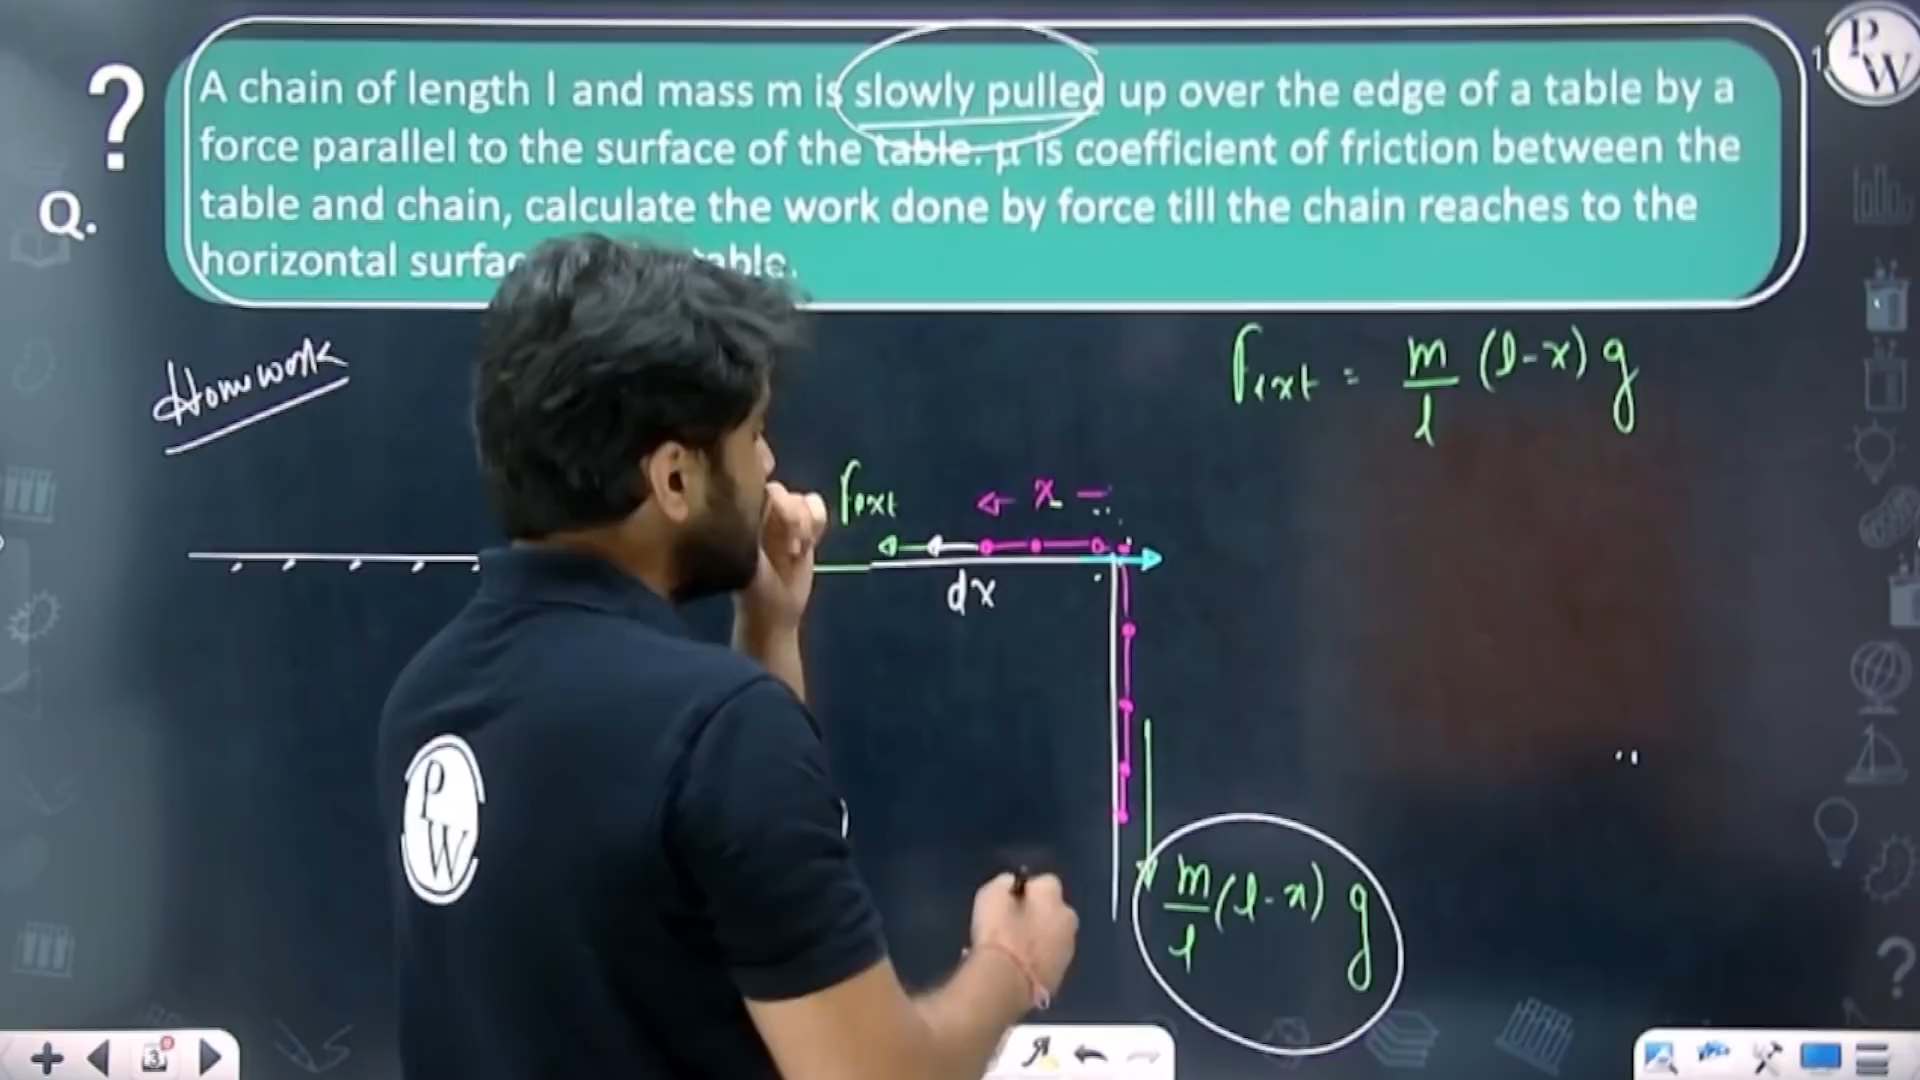 A chain of length l and mass m is slowly pulled up over the edge of a table by a
force parallel to the surface of the table. μ is coefficient of friction between the
table and chain, calculate the work done by force till the chain reaches to the
horizontal table.
?
Q.
P
W
Homework
Fext = m/l (l-x) g
Fext
x
dx
m/l (l-x) g
P
W
3
?